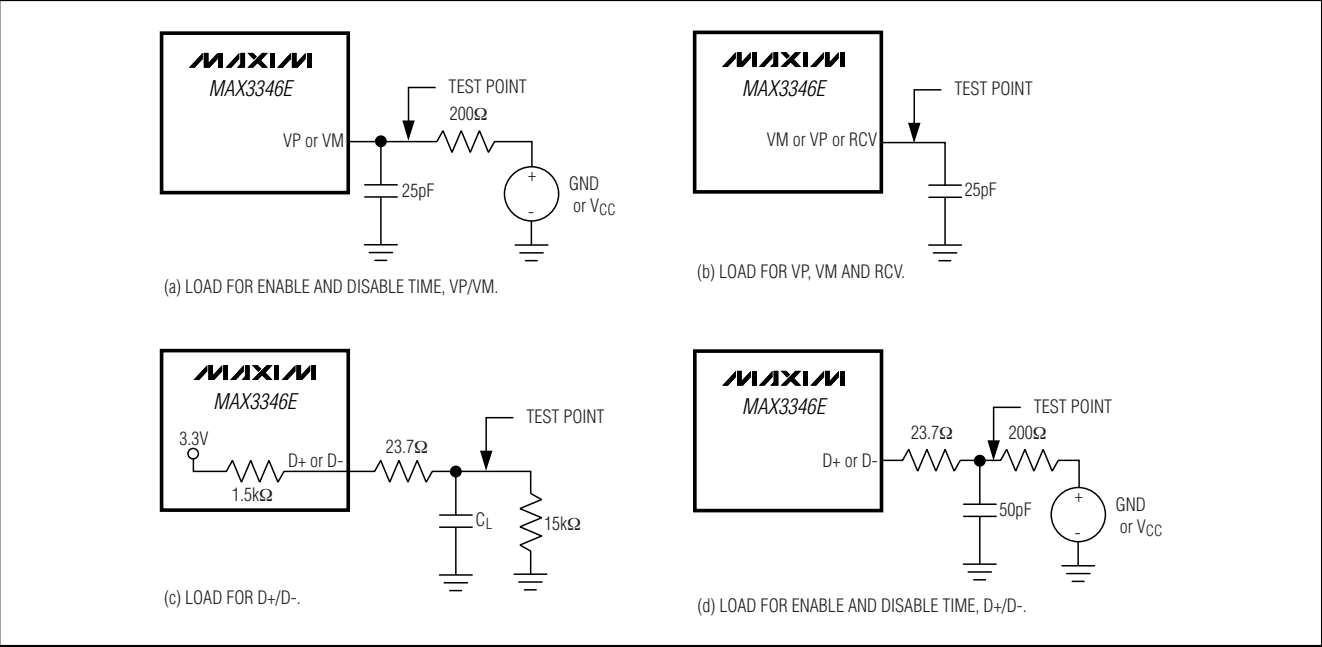 MAXIM
MAX3346E
TEST POINT
200Ω
VP or VM
25pF
+
-
GND
or VCC
(a) LOAD FOR ENABLE AND DISABLE TIME, VP/VM.
MAXIM
MAX3346E
TEST POINT
VM or VP or RCV
25pF
(b) LOAD FOR VP, VM AND RCV.
MAXIM
MAX3346E
TEST POINT
3.3V
D+ or D-
23.7Ω
1.5kΩ
CL
15kΩ
(c) LOAD FOR D+/D-.
MAXIM
MAX3346E
TEST POINT
23.7Ω
200Ω
D+ or D-
50pF
+
-
GND
or VCC
(d) LOAD FOR ENABLE AND DISABLE TIME, D+/D-.